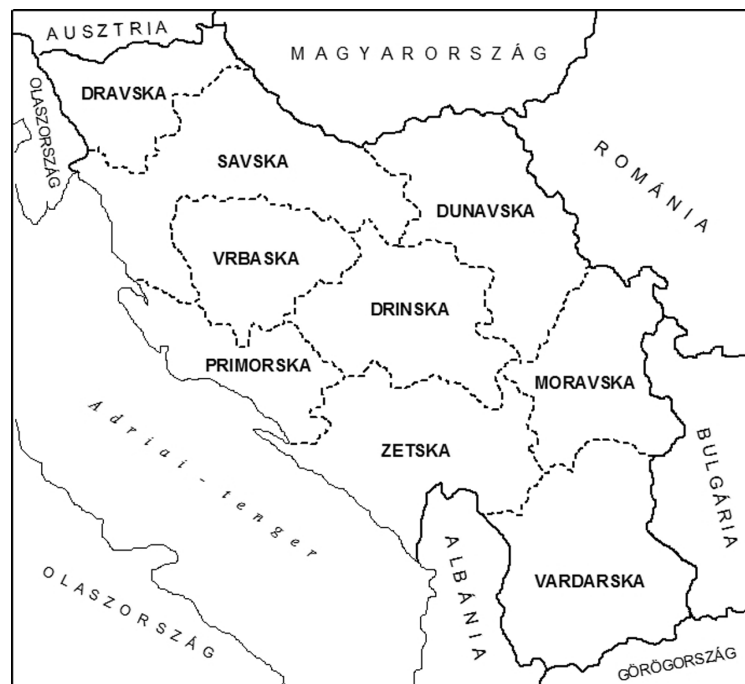 AUSZTRIA
MAGYARORSZÁG
OLASZORSZÁG
DRAVSKA
ROMÁNIA
SAVSKA
DUNAVSKA
VRBASKA
DRINSKA
PRIMORSKA
MORAVSKA
Adriai-tenger
ZETSKA
BULGÁRIA
ALBÁNIA
OLASZORSZÁG
VARDARSKA
GÖRÖGORSZÁG